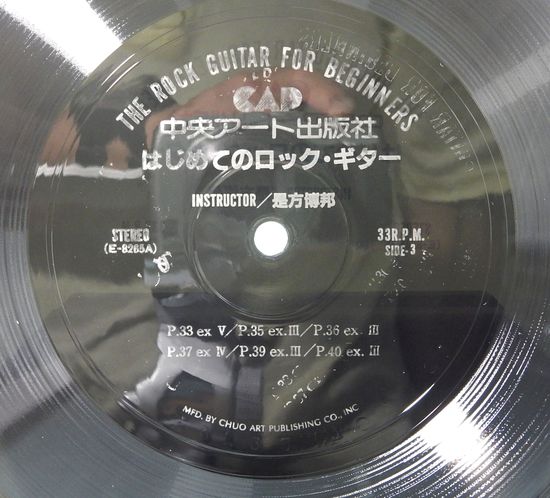 THE ROCK GUITAR FOR BEGINNERS
CAP
中央アート出版社
はじめてのロック・ギター
INSTRUCTOR/是方博邦
STEREO
(E-8265A)
33R.P.M.
SIDE-3
P.33 ex Ⅴ/P.35 ex.Ⅲ/P.36 ex. Ⅲ
P.37 ex Ⅳ/P.39 ex.Ⅲ/P.40 ex. Ⅲ
MFD. BY CHUO ART PUBLISHING CO., INC